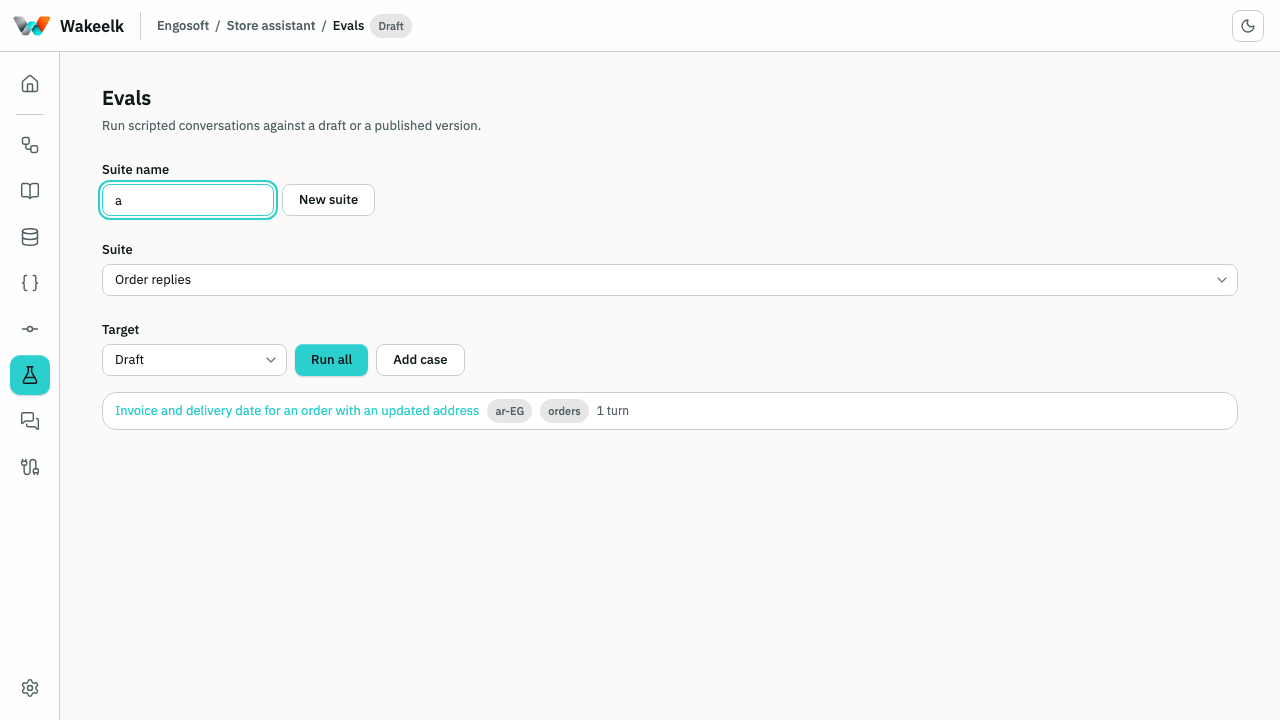 Wakeelk
Engosoft / Store assistant / Evals Draft
Evals
Run scripted conversations against a draft or a published version.
Suite name
a New suite
Suite
Order replies
Target
Draft Run all Add case
Invoice and delivery date for an order with an updated address ar-EG orders 1 turn